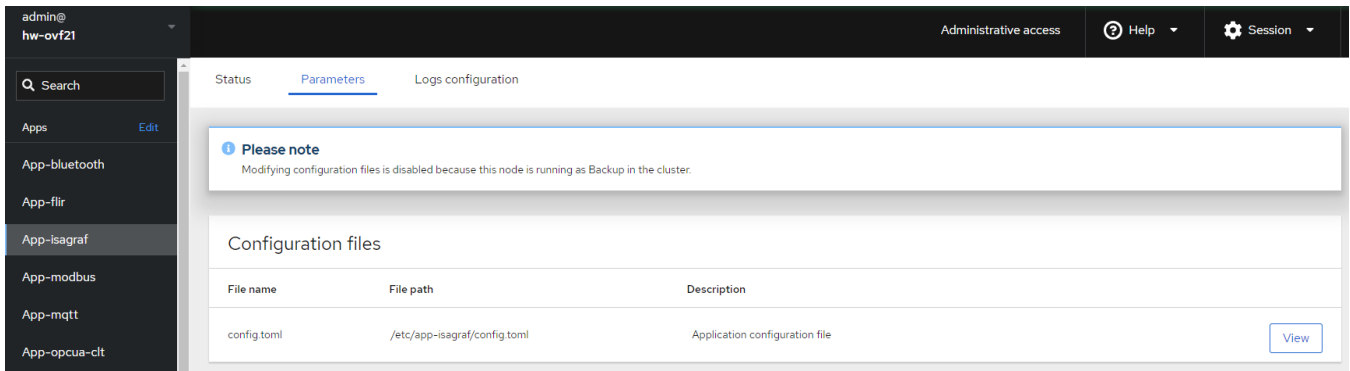 admin@
hw-ovf21
Administrative access
Help
Session
Search
Apps
Edit
App-bluetooth
App-flir
App-isagraf
App-modbus
App-mqtt
App-opcua-clt
Status
Parameters
Logs configuration
Please note
Modifying configuration files is disabled because this node is running as Backup in the cluster.
Configuration files
File name
File path
Description
config.toml
/etc/app-isagraf/config.toml
Application configuration file
View